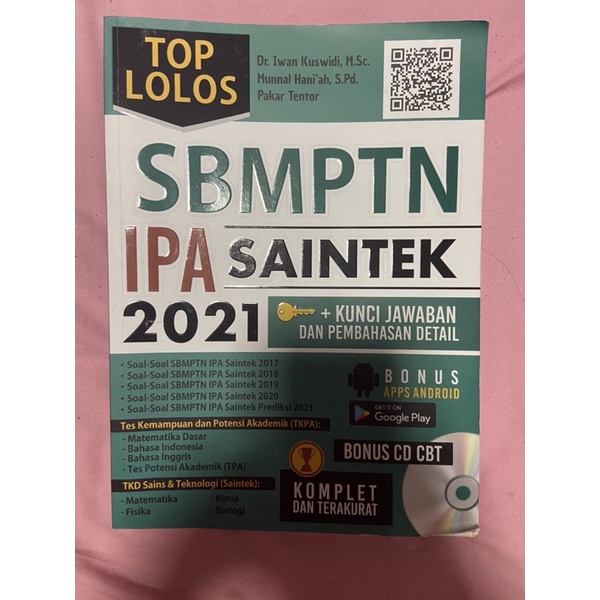 TOP
LOLOS
Dr. Iwan Kuswidi, M.Sc.
Munnal Hani'ah, S.Pd.
Pakar Tentor
SBMPTN
IPA SAINTEK
2021
+ KUNCI JAWABAN
DAN PEMBAHASAN DETAIL
- Soal-Soal SBMPTN IPA Saintek 2017
- Soal-Soal SBMPTN IPA Saintek 2018
- Soal-Soal SBMPTN IPA Saintek 2019
- Soal-Soal SBMPTN IPA Saintek 2020
- Soal-Soal SBMPTN IPA Saintek Prediksi 2021
Tes Kemampuan dan Potensi Akademik (TKPA):
- Matematika Dasar
- Bahasa Indonesia
- Bahasa Inggris
- Tes Potensi Akademik (TPA)
TKD Sains & Teknologi (Saintek):
- Matematika - Kimia
- Fisika - Biologi
BONUS
APPS ANDROID
GET IT ON
Google Play
BONUS CD CBT
KOMPLET
DAN TERAKURAT